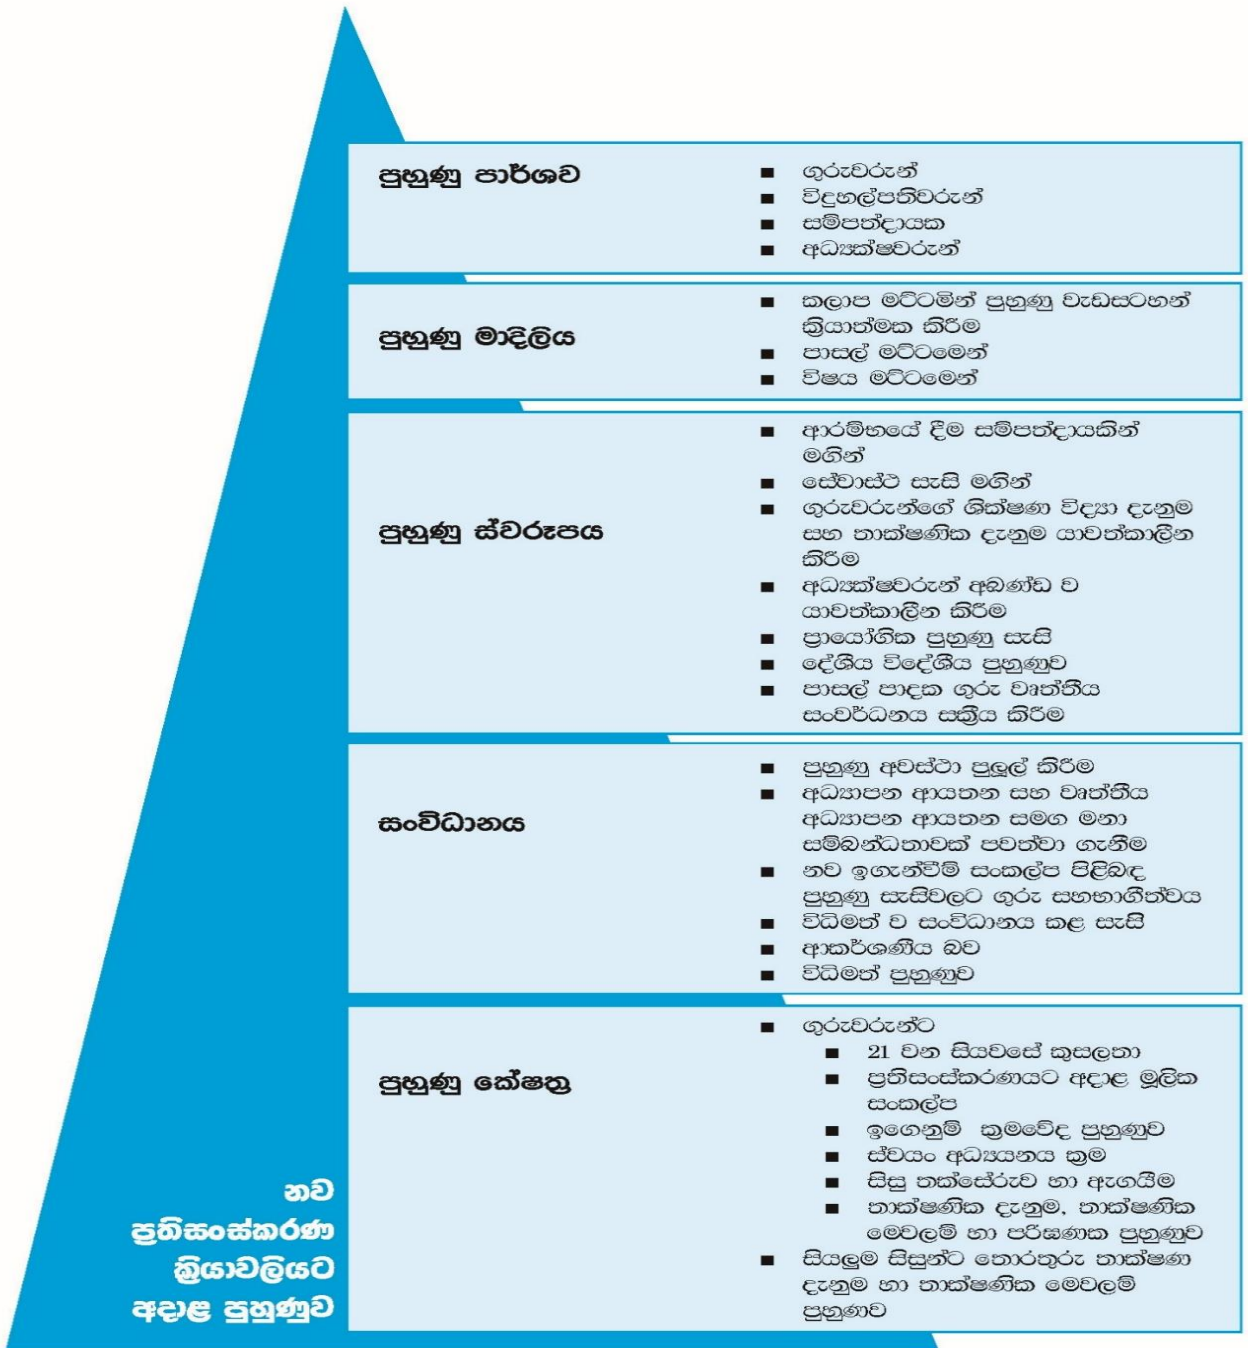 පුහුණු පාර්ශව
■ ගුරුවරුන්
■ විදුහල්පතිවරුන්
■ සම්පත්දායක
■ අධ්‍යක්ෂවරුන්
පුහුණු මාදිලිය
■ කලාප මට්ටමින් පුහුණු වැඩසටහන්
ක්‍රියාත්මක කිරීම
■ පාසල් මට්ටමෙන්
■ විෂය මට්ටමෙන්
පුහුණු ස්වරූපය
■ ආරම්භයේ දීම සම්පත්දායකින්
මගින්
■ සේවාස්ථ සැසි මගින්
■ ගුරුවරුන්ගේ ශික්ෂණ විද්‍යා දැනුම
සහ තාක්ෂණික දැනුම යාවත්කාලීන
කිරීම
■ අධ්‍යක්ෂවරුන් අඛණ්ඩ ව
යාවත්කාලීන කිරීම
■ ප්‍රායෝගික පුහුණු සැසි
■ දේශීය විදේශීය පුහුණුව
■ පාසල් පාදක ගුරු වෘත්තීය
සංවර්ධනය සක්‍රීය කිරීම
සංවිධානය
■ පුහුණු අවස්ථා පුලුල් කිරීම
■ අධ්‍යාපන ආයතන සහ වෘත්තීය
අධ්‍යාපන ආයතන සමග මනා
සම්බන්ධතාවක් පවත්වා ගැනීම
■ නව ඉගැන්වීම් සංකල්ප පිළිබඳ
පුහුණු සැසිවලට ගුරු සහභාගීත්වය
■ විධිමත් ව සංවිධානය කළ සැසි
■ ආකර්ශණීය බව
■ විධිමත් පුහුණුව
පුහුණු කේෂත්‍ර
■ ගුරුවරුන්ට
■ 21 වන සියවසේ කුසලතා
■ ප්‍රතිසංස්කරණයට අදාළ මූලික
සංකල්ප
■ ඉගෙනුම් ක්‍රමවේද පුහුණුව
■ ස්වයං අධ්‍යයනය ක්‍රම
■ සිසු තක්සේරුව හා ඇගයීම
■ තාක්ෂණික දැනුම, තාක්ෂණික
මෙවලම් හා පරිඝණක පුහුණුව
■ සියලුම සිසුන්ට තොරතුරු තාක්ෂණ
දැනුම හා තාක්ෂණික මෙවලම්
පුහුණව
නව
ප්‍රතිසංස්කරණ
ක්‍රියාවලියට
අදාළ පුහුණුව